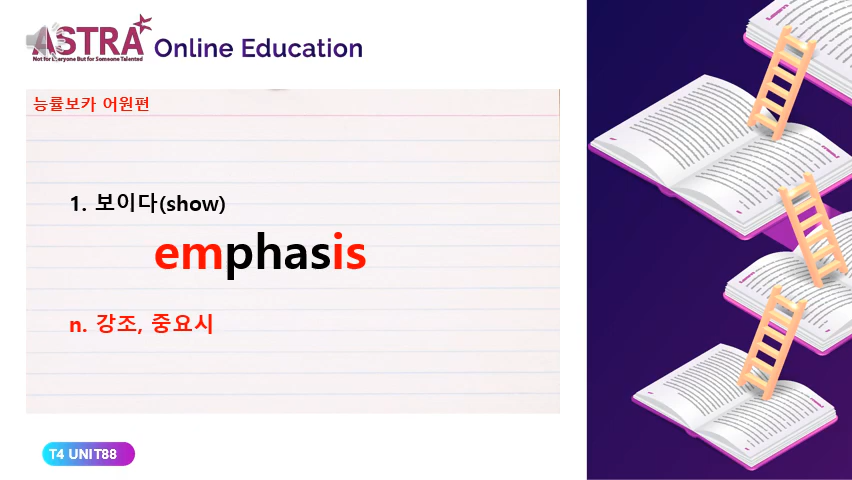 ASTRA
Not for Everyone But for Someone Talented
Online Education
능률보카 어원편
1. 보이다(show)
emphasis
n. 강조, 중요시
T4 UNIT88